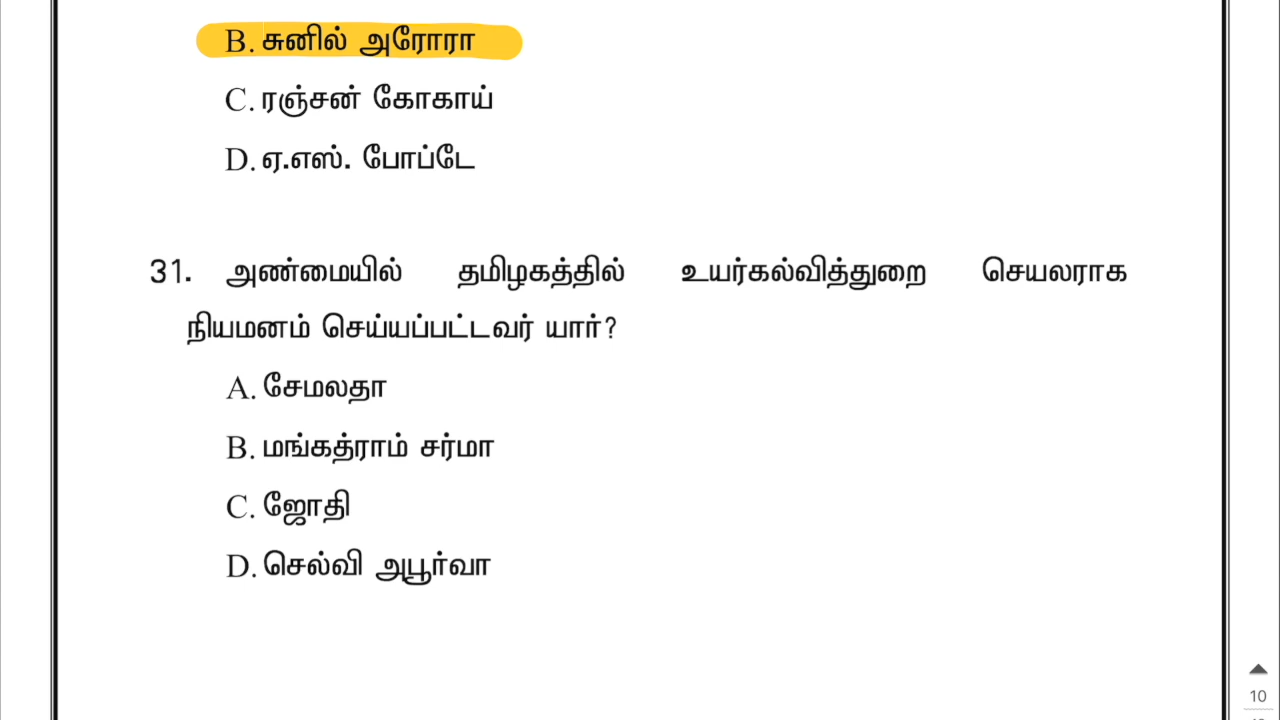 B. சுனில் அரோரா
C. ரஞ்சன் கோகாய்
D. ஏ.எஸ். போப்டே
31. அண்மையில் தமிழகத்தில் உயர்கல்வித்துறை செயலராக
நியமனம் செய்யப்பட்டவர் யார்?
A. சேமலதா
B. மங்கத்ராம் சர்மா
C. ஜோதி
D. செல்வி அபூர்வா
10